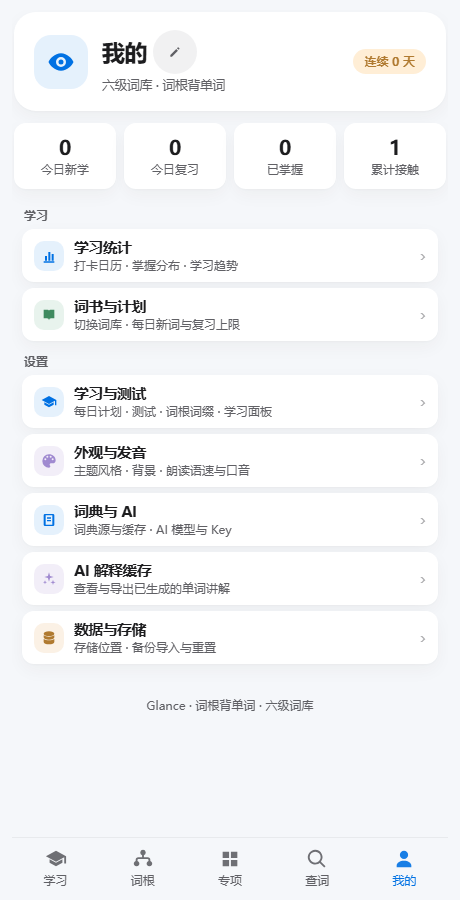 我的
六级词库 · 词根背单词
连续 0 天
0
今日新学
0
今日复习
0
已掌握
1
累计接触
学习
学习统计
打卡日历 · 掌握分布 · 学习趋势
词书与计划
切换词库 · 每日新词与复习上限
设置
学习与测试
每日计划 · 测试 · 词根词缀 · 学习面板
外观与发音
主题风格 · 背景 · 朗读语速与口音
词典与 AI
词典源与缓存 · AI 模型与 Key
AI 解释缓存
查看与导出已生成的单词讲解
数据与存储
存储位置 · 备份导入与重置
Glance · 词根背单词 · 六级词库
学习
词根
专项
查词
我的